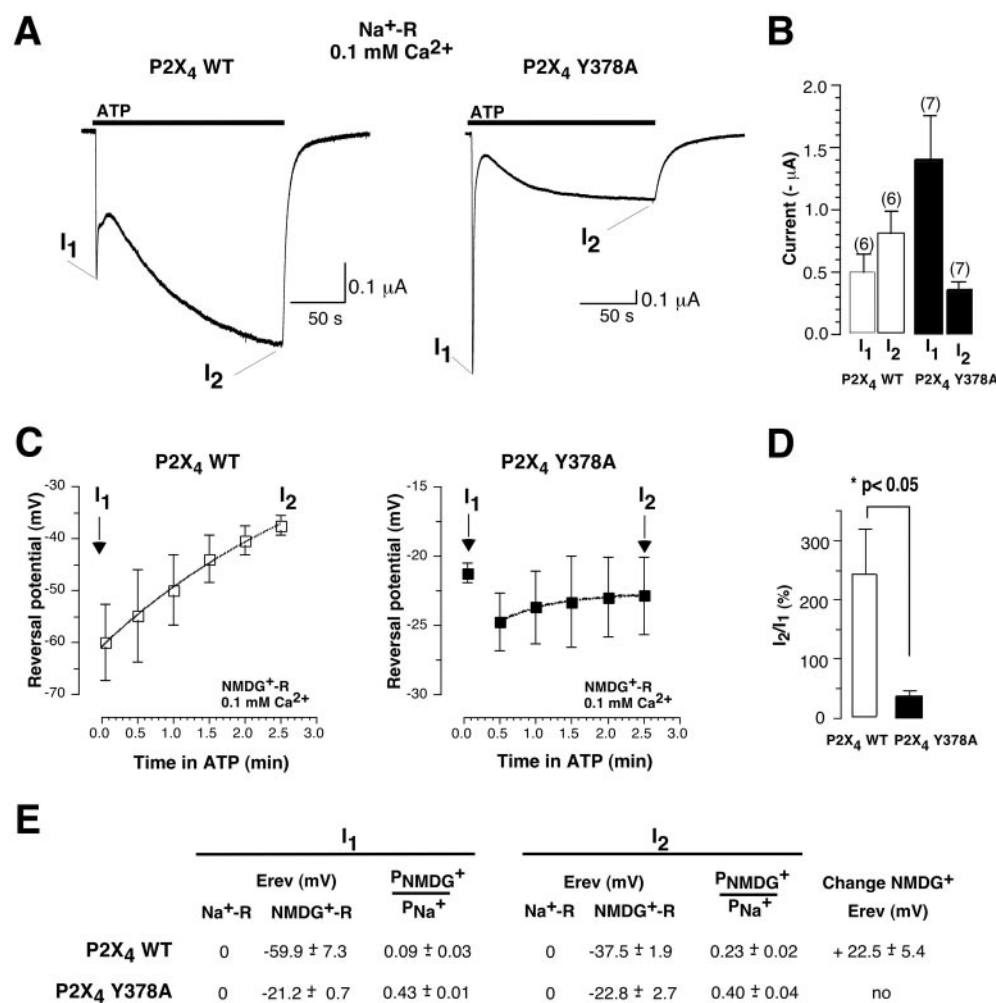 A
Na+-R
0.1 mM Ca2+
P2X4 WT
P2X4 Y378A
ATP
ATP
I1
I2
0.1 µA
50 s
I1
I2
0.1 µA
50 s
B
Current (- µA)
2.0
1.5
1.0
0.5
0.0
(6)
(6)
(7)
(7)
I1 I2 I1 I2
P2X4 WT P2X4 Y378A
C
P2X4 WT
Reversal potential (mV)
-30
-40
-50
-60
-70
I1
I2
NMDG+-R
0.1 mM Ca2+
0.0 0.5 1.0 1.5 2.0 2.5 3.0
Time in ATP (min)
P2X4 Y378A
Reversal potential (mV)
-15
-20
-25
-30
I1
I2
NMDG+-R
0.1 mM Ca2+
0.0 0.5 1.0 1.5 2.0 2.5 3.0
Time in ATP (min)
D
* p< 0.05
I2/I1 (%)
300
200
100
0
P2X4 WT P2X4 Y378A
E
I1 I2
Erev (mV) PNMDG+ Erev (mV) PNMDG+ Change NMDG+
Na+-R NMDG+-R PNa+ Na+-R NMDG+-R PNa+ Erev (mV)
P2X4 WT 0 -59.9 ± 7.3 0.09 ± 0.03 0 -37.5 ± 1.9 0.23 ± 0.02 + 22.5 ± 5.4
P2X4 Y378A 0 -21.2 ± 0.7 0.43 ± 0.01 0 -22.8 ± 2.7 0.40 ± 0.04 no